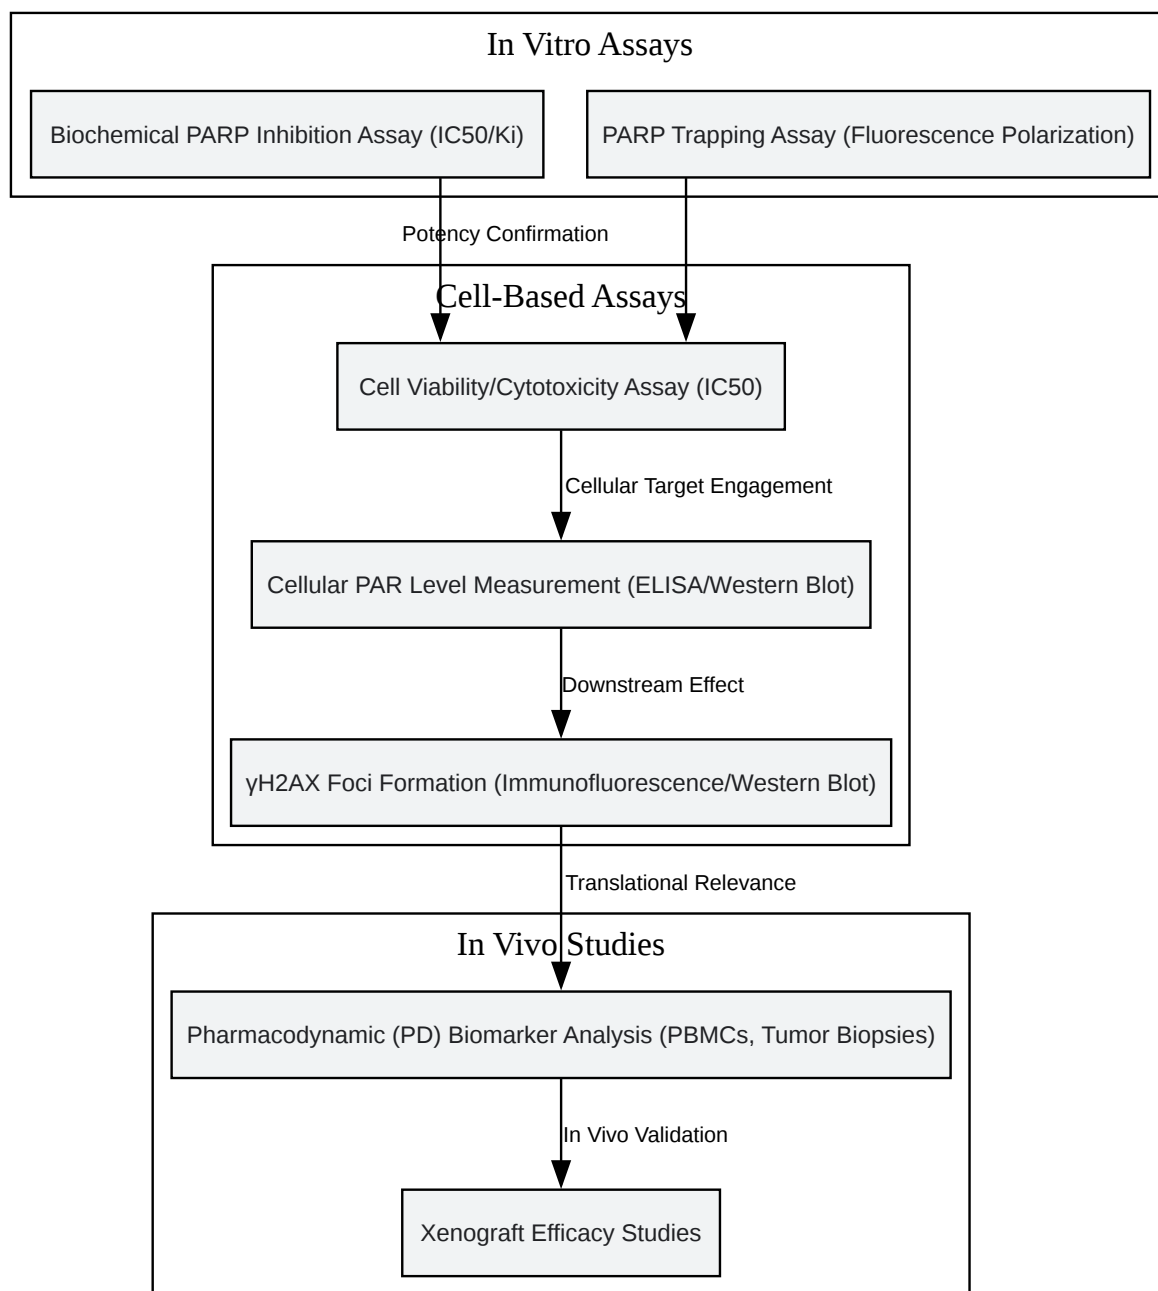 In Vitro Assays
Biochemical PARP Inhibition Assay (IC50/Ki)
PARP Trapping Assay (Fluorescence Polarization)
Potency Confirmation
Cell-Based Assays
Cell Viability/Cytotoxicity Assay (IC50)
Cellular Target Engagement
Cellular PAR Level Measurement (ELISA/Western Blot)
Downstream Effect
γH2AX Foci Formation (Immunofluorescence/Western Blot)
Translational Relevance
In Vivo Studies
Pharmacodynamic (PD) Biomarker Analysis (PBMCs, Tumor Biopsies)
In Vivo Validation
Xenograft Efficacy Studies